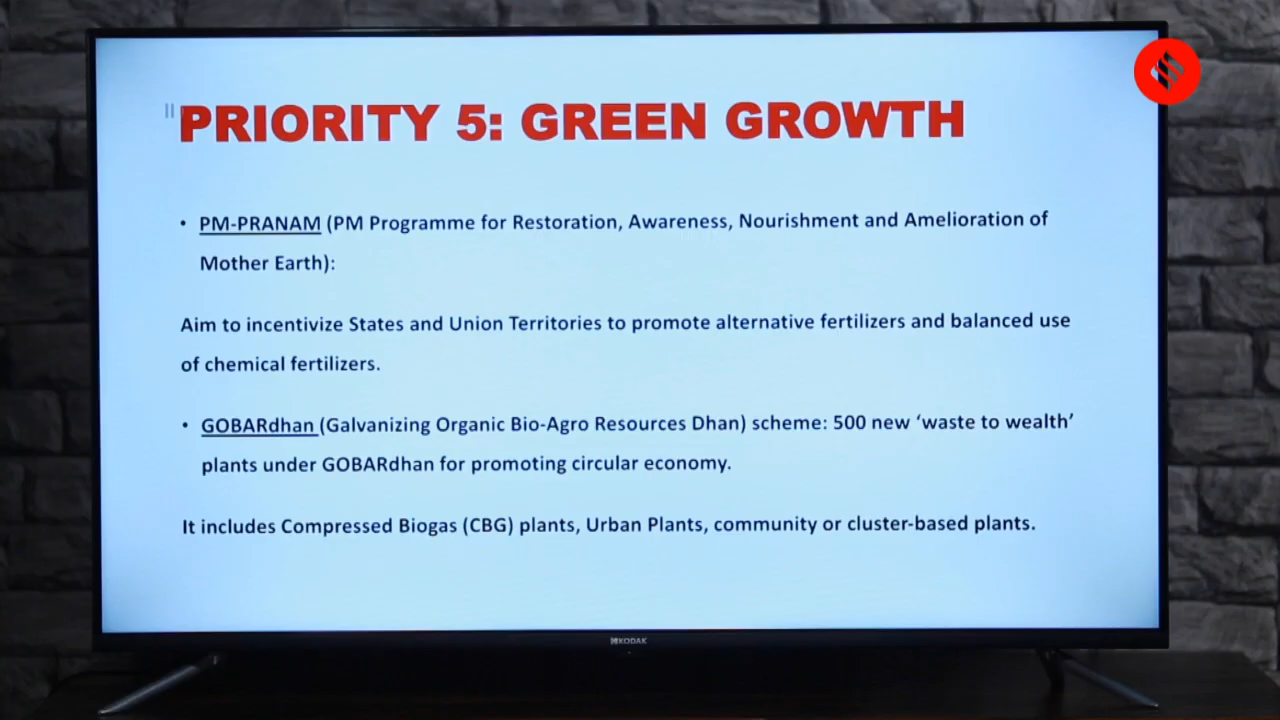 PRIORITY 5: GREEN GROWTH
• PM-PRANAM (PM Programme for Restoration, Awareness, Nourishment and Amelioration of
Mother Earth):
Aim to incentivize States and Union Territories to promote alternative fertilizers and balanced use
of chemical fertilizers.
• GOBARdhan (Galvanizing Organic Bio-Agro Resources Dhan) scheme: 500 new ‘waste to wealth’
plants under GOBARdhan for promoting circular economy.
It includes Compressed Biogas (CBG) plants, Urban Plants, community or cluster-based plants.
KODAK